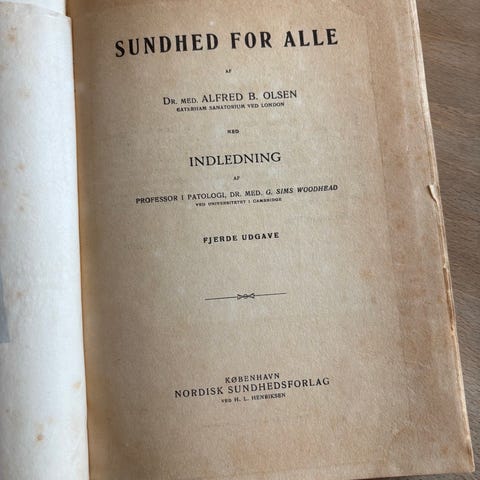 SUNDHED FOR ALLE
AF
DR. MED. ALFRED B. OLSEN
CATERHAM SANATORIUM VED LONDON
MED
INDLEDNING
AF
PROFESSOR I PATOLOGI, DR. MED. G. SIMS WOODHEAD
VED UNIVERSITETET I CAMBRIDGE
FJERDE UDGAVE
KØBENHAVN
NORDISK SUNDHEDSFORLAG
VED H. L. HENRIKSEN